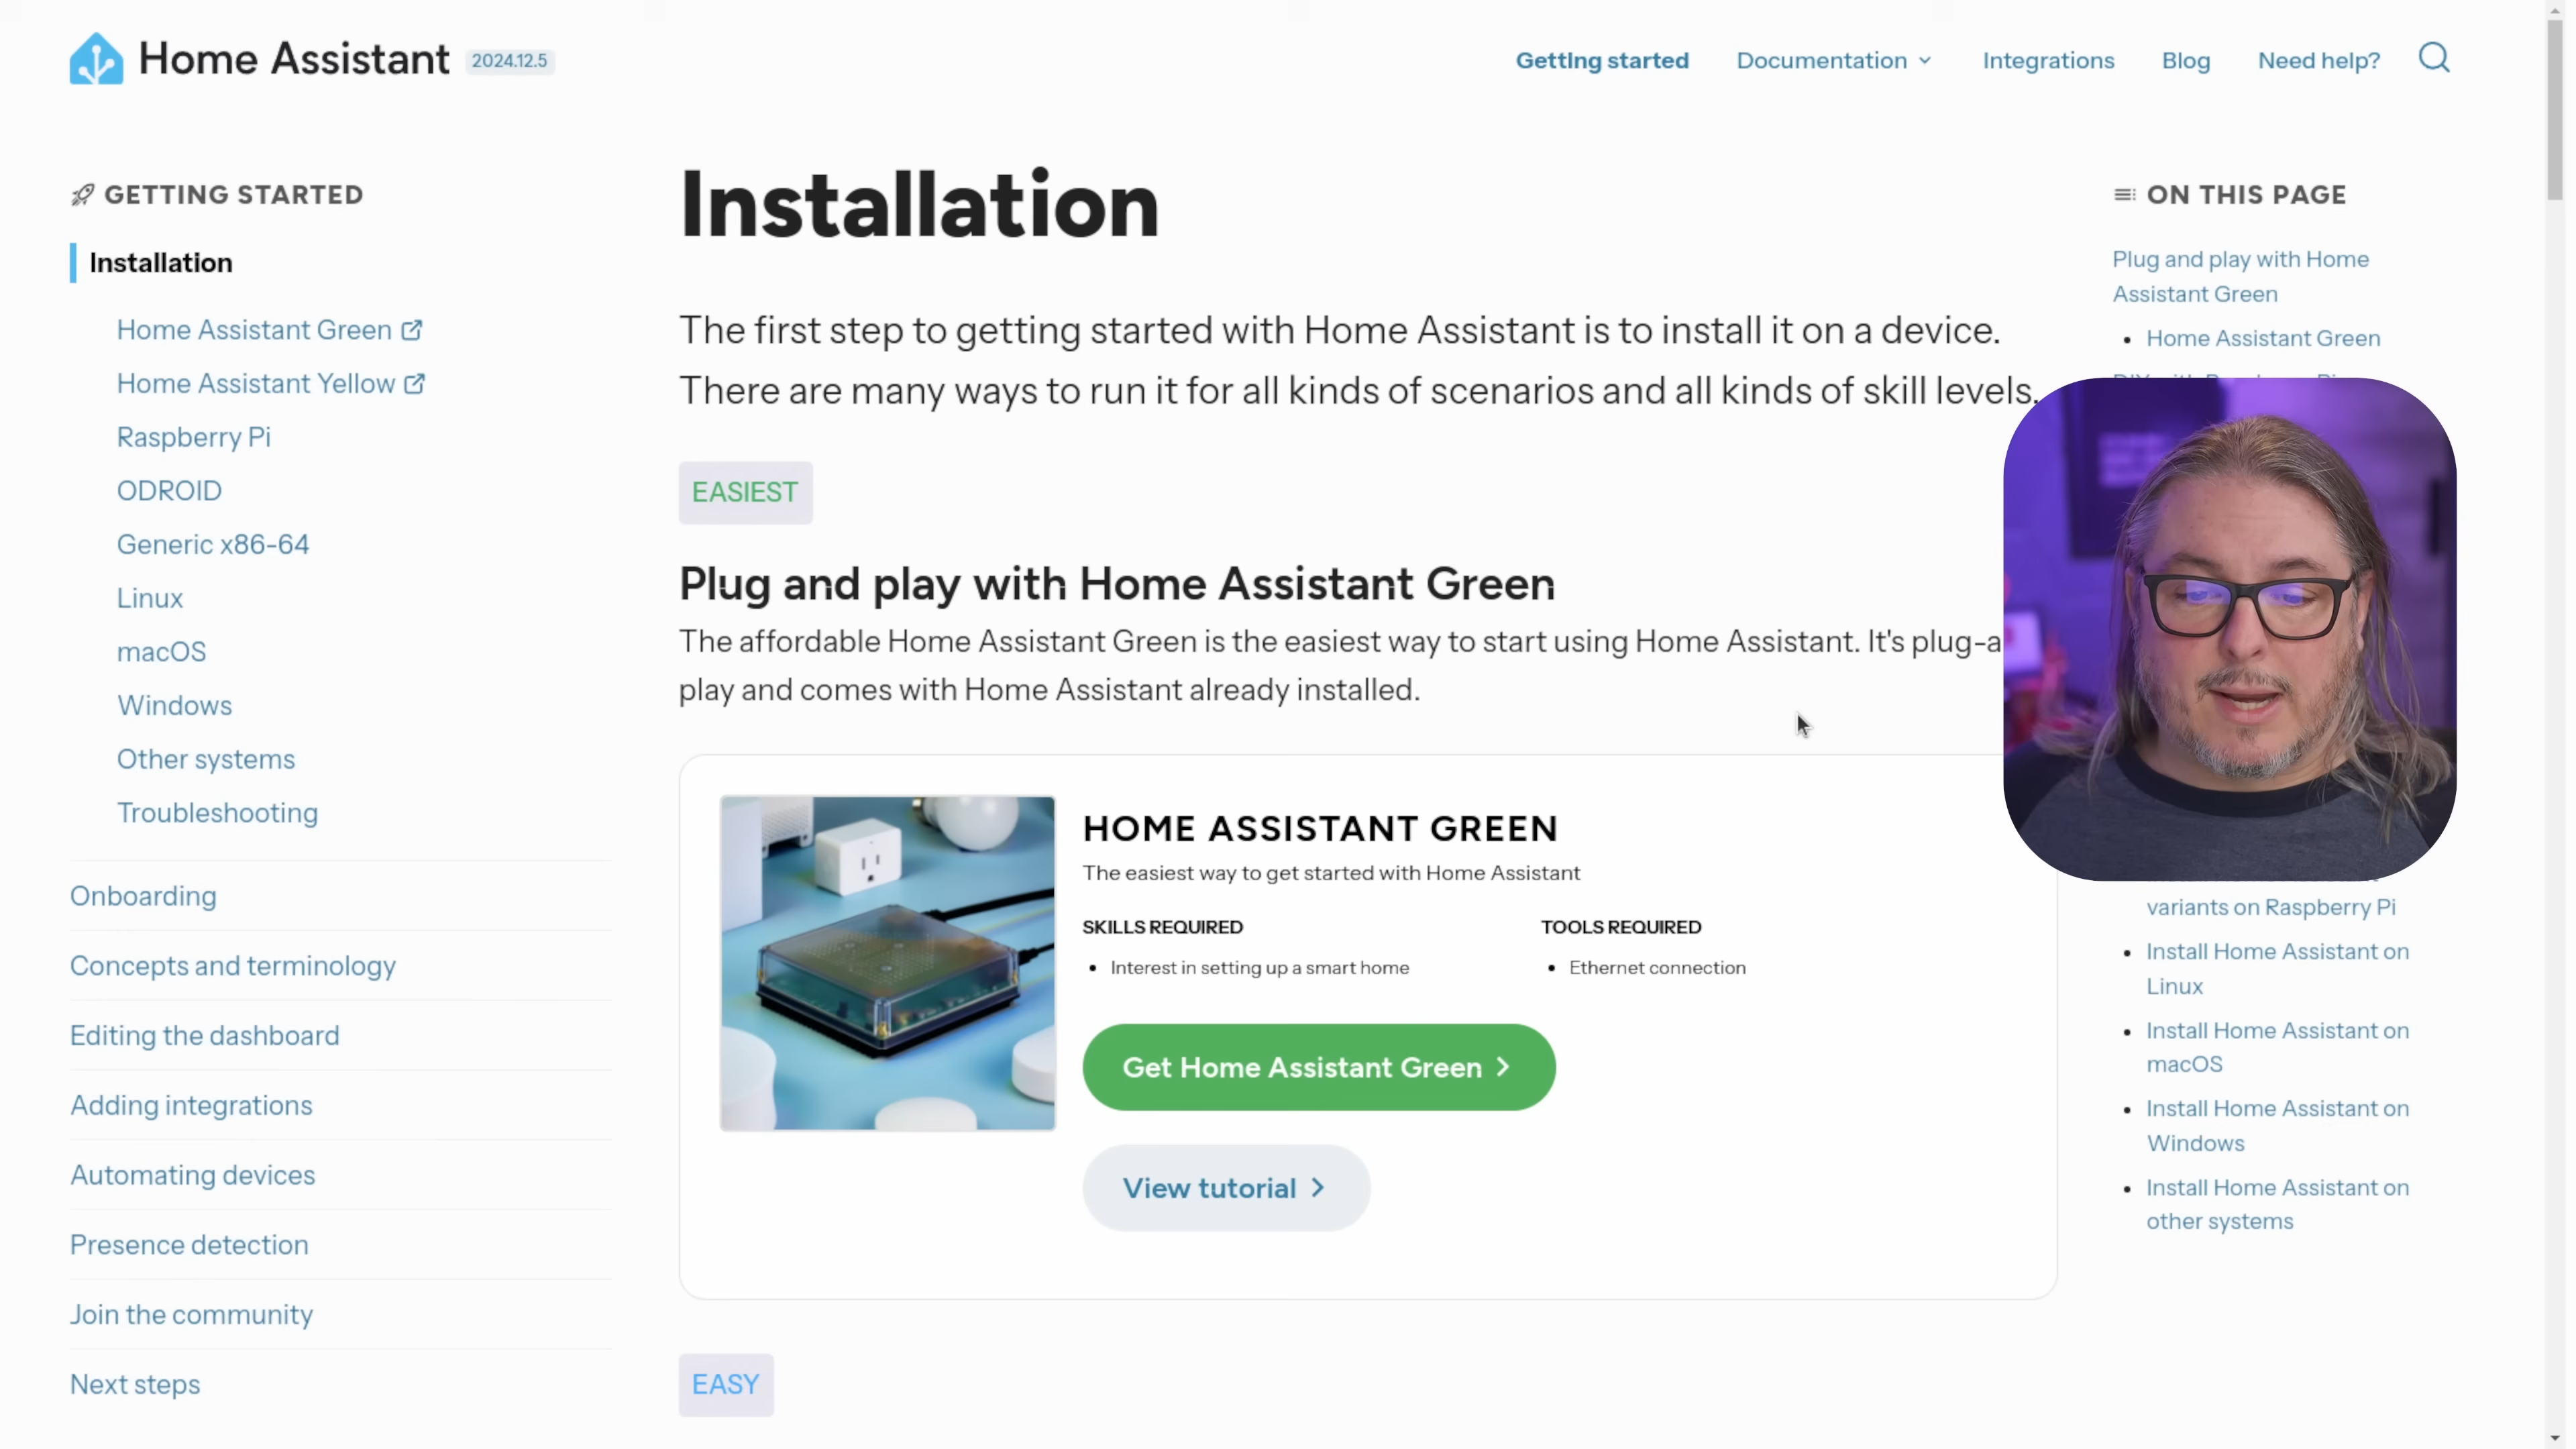 Home Assistant 2024.12.5
Getting started
Documentation
Integrations
Blog
Need help?
GETTING STARTED
Installation
Home Assistant Green
Home Assistant Yellow
Raspberry Pi
ODROID
Generic x86-64
Linux
macOS
Windows
Other systems
Troubleshooting
Onboarding
Concepts and terminology
Editing the dashboard
Adding integrations
Automating devices
Presence detection
Join the community
Next steps
Installation
The first step to getting started with Home Assistant is to install it on a device.
There are many ways to run it for all kinds of scenarios and all kinds of skill levels.
EASIEST
Plug and play with Home Assistant Green
The affordable Home Assistant Green is the easiest way to start using Home Assistant. It's plug-a
play and comes with Home Assistant already installed.
HOME ASSISTANT GREEN
The easiest way to get started with Home Assistant
SKILLS REQUIRED
Interest in setting up a smart home
TOOLS REQUIRED
Ethernet connection
Get Home Assistant Green
View tutorial
EASY
ON THIS PAGE
Plug and play with Home
Assistant Green
Home Assistant Green
variants on Raspberry Pi
Install Home Assistant on
Linux
Install Home Assistant on
macOS
Install Home Assistant on
Windows
Install Home Assistant on
other systems